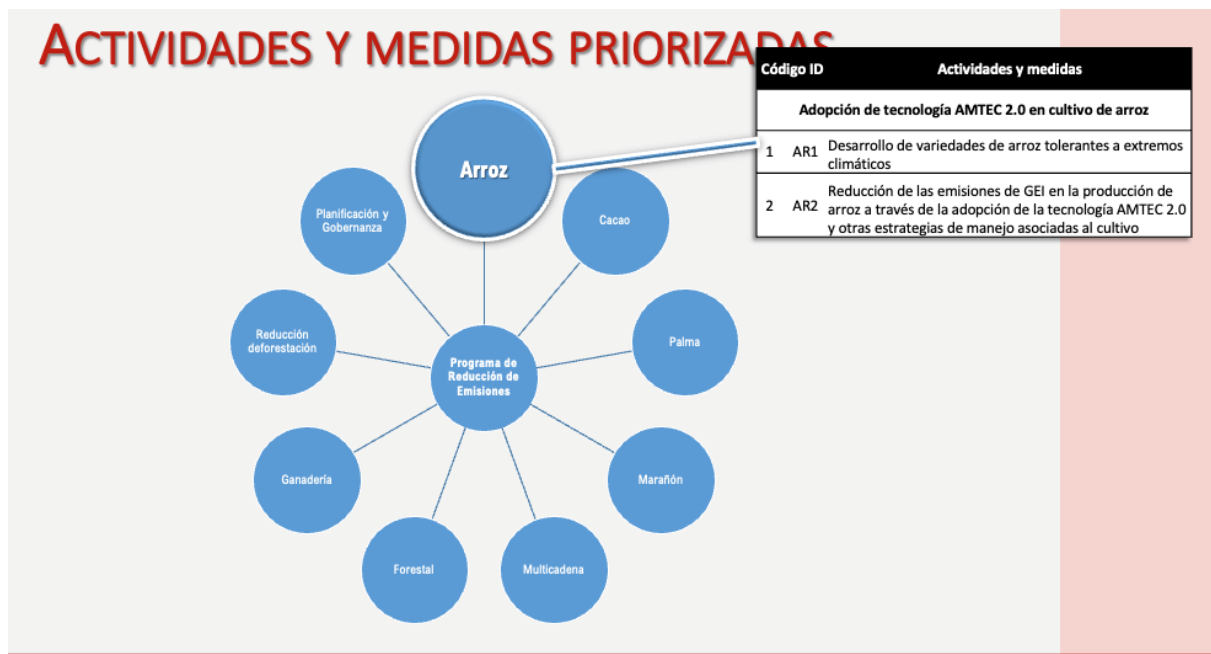 ACTIVIDADES Y MEDIDAS PRIORIZADAS
Código ID Actividades y medidas
Adopción de tecnología AMTEC 2.0 en cultivo de arroz
1 AR1 Desarrollo de variedades de arroz tolerantes a extremos
climáticos
2 AR2 Reducción de las emisiones de GEI en la producción de
arroz a través de la adopción de la tecnología AMTEC 2.0
y otras estrategias de manejo asociadas al cultivo
Arroz
Planificación y
Gobernanza
Cacao
Reducción
deforestación
Palma
Programa de
Reducción de
Emisiones
Ganadería
Marañón
Forestal
Multicadena